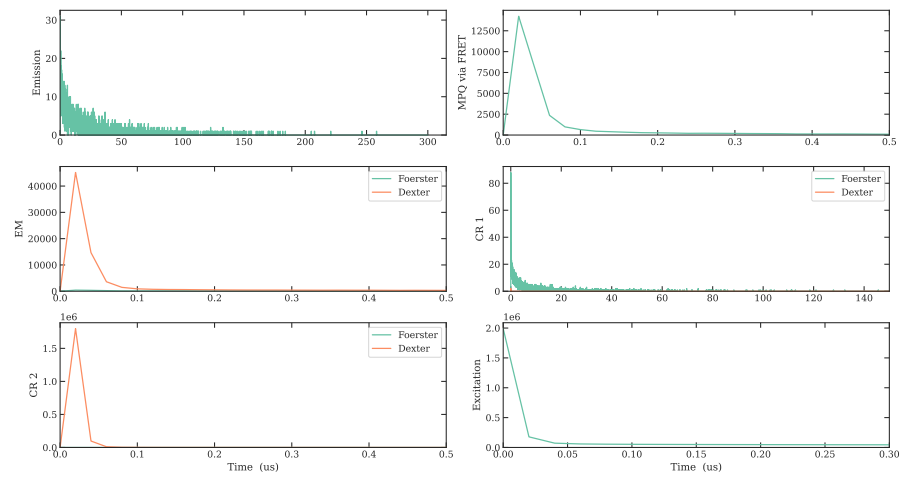 30
20
10
0
Emission
0 50 100 150 200 250 300
12500
10000
7500
5000
2500
0
MPQ via FRET
0.0 0.1 0.2 0.3 0.4 0.5
40000
30000
20000
10000
0
EM
Foerster
Dexter
0.0 0.1 0.2 0.3 0.4 0.5
80
60
40
20
0
CR 1
Foerster
Dexter
0 20 40 60 80 100 120 140
1e6
1.5
1.0
0.5
0.0
CR 2
Foerster
Dexter
0.0 0.1 0.2 0.3 0.4 0.5
Time (us)
1e6
2.0
1.5
1.0
0.5
0.0
Excitation
0.00 0.05 0.10 0.15 0.20 0.25 0.30
Time (us)